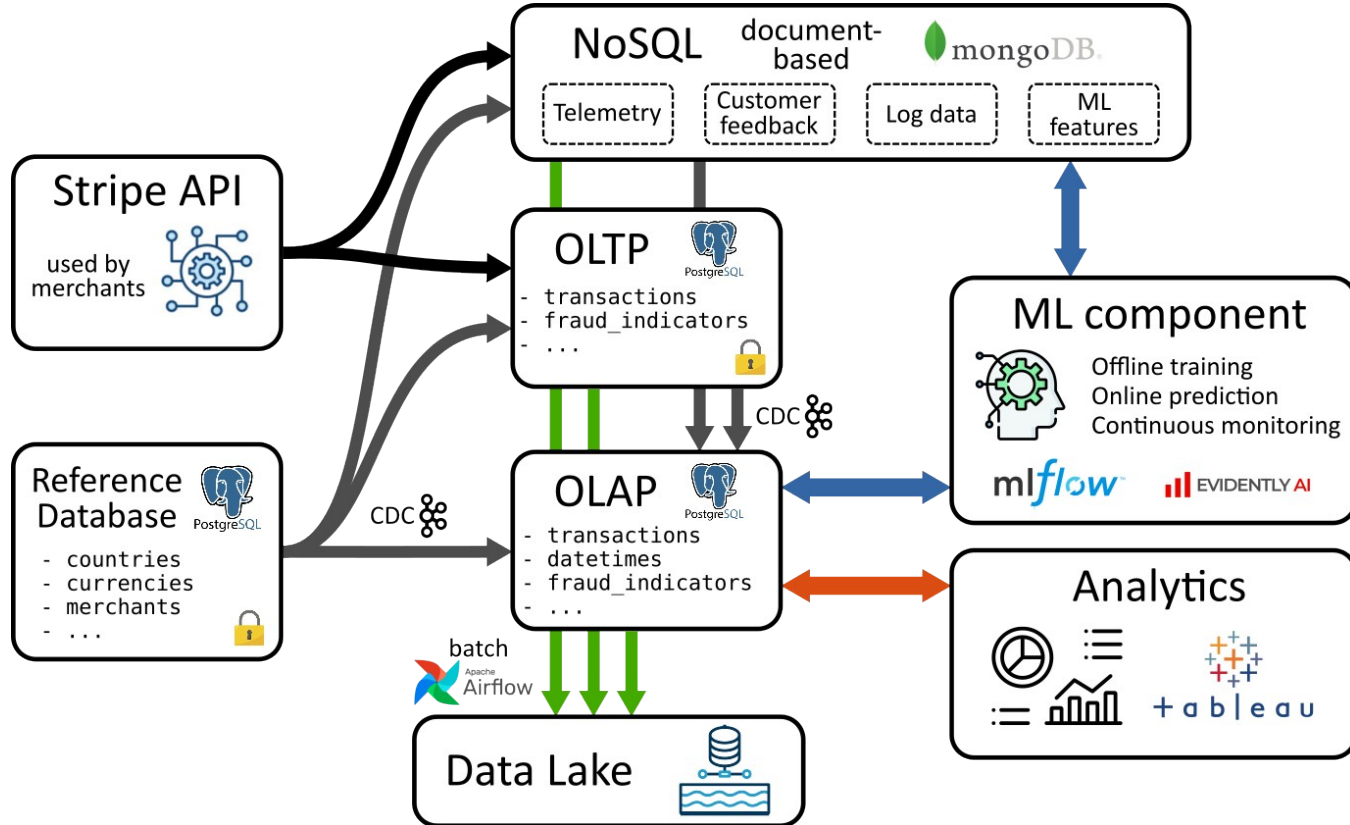 NoSQL
document-
based
mongoDB®
Telemetry
Customer
feedback
Log data
ML
features
Stripe API
used by
merchants
OLTP
PostgreSQL
- transactions
- fraud_indicators
- ...
CDC
ML component
Offline training
Online prediction
Continuous monitoring
mlflow™
EVIDENTLY AI
Reference
Database
PostgreSQL
- countries
- currencies
- merchants
- ...
CDC
OLAP
PostgreSQL
- transactions
- datetimes
- fraud_indicators
- ...
Analytics
+ableau
batch
Apache
Airflow
Data Lake